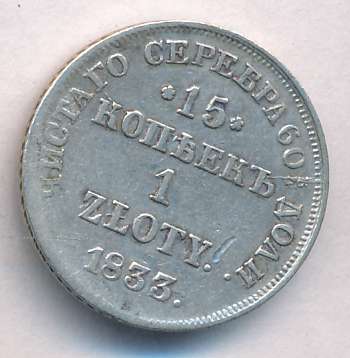 ЧИСТАГО СЕРЕБРА 60 ДОЛИ.
*15*
КОПѢЕКЪ
1
ZŁOTY.
1833.